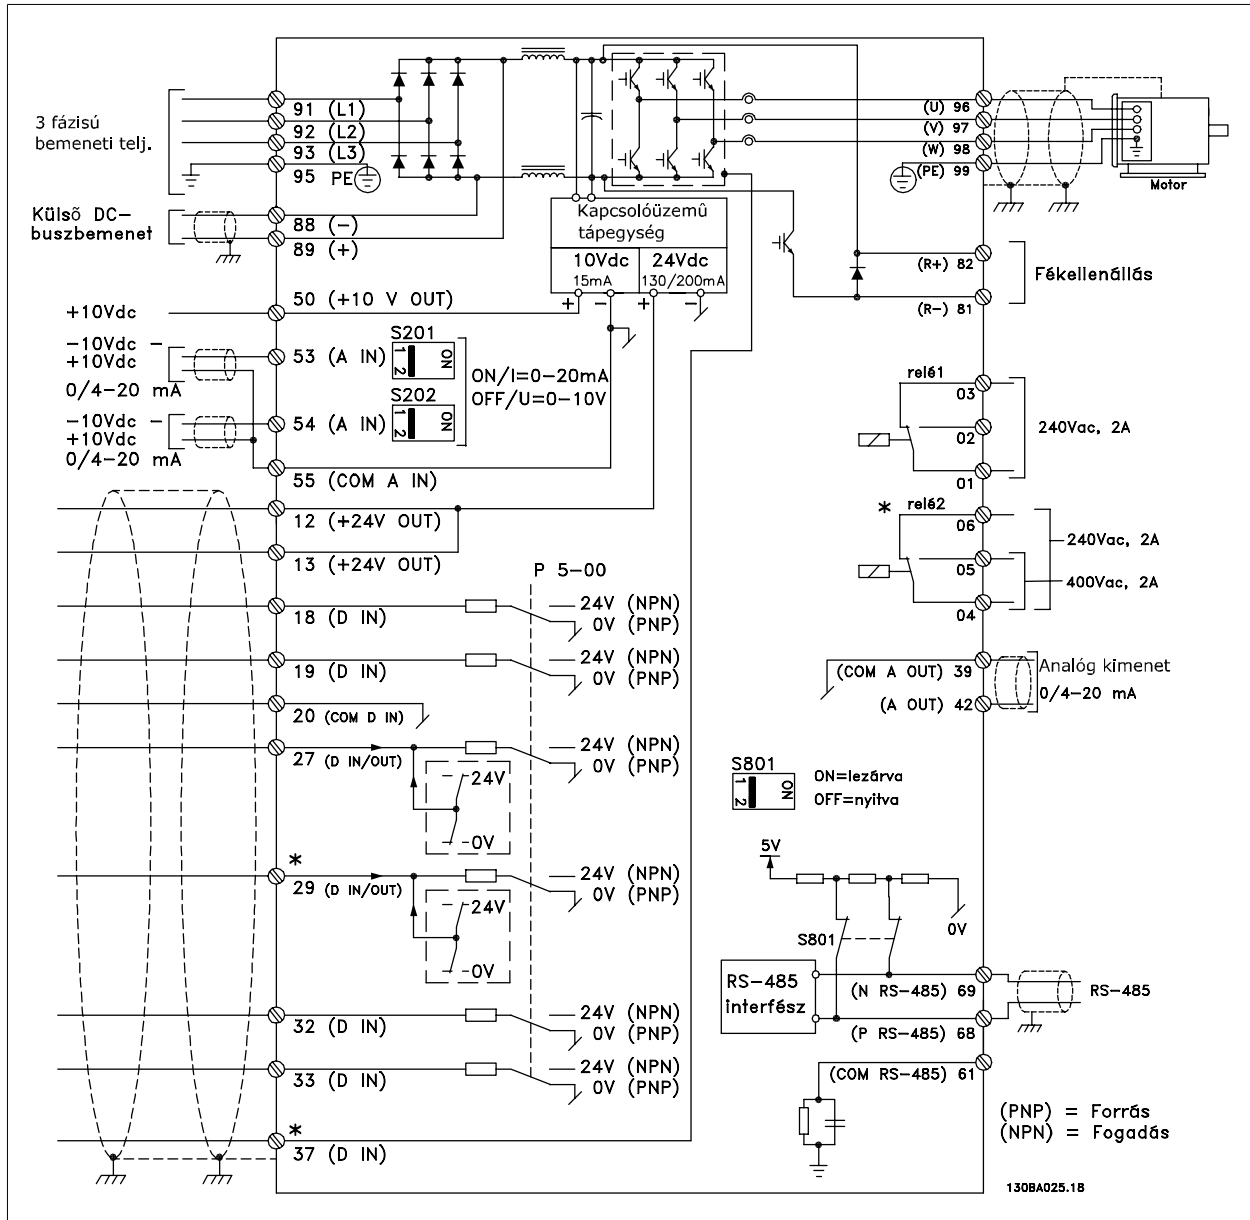 3 fázisú
bemeneti telj.
91 (L1)
92 (L2)
93 (L3)
95 PE
Külsõ DC-
buszbemenet
88 (−)
89 (+)
Kapcsolóüzemû
tápegység
10Vdc
15mA
24Vdc
130/200mA
+ − + −
(U) 96
(V) 97
(W) 98
(PE) 99
Motor
(R+) 82
(R−) 81
Fékellenállás
+10Vdc
50 (+10 V OUT)
−10Vdc −
+10Vdc
0/4−20 mA
53 (A IN)
S201
1 2 ON
ON/I=0−20mA
OFF/U=0−10V
S202
1 2 ON
−10Vdc −
+10Vdc
0/4−20 mA
54 (A IN)
55 (COM A IN)
12 (+24V OUT)
13 (+24V OUT)
relé1
03
02
01
240Vac, 2A
* relé2
06
05
04
240Vac, 2A
400Vac, 2A
P 5-00
18 (D IN)
24V (NPN)
0V (PNP)
19 (D IN)
24V (NPN)
0V (PNP)
20 (COM D IN)
27 (D IN/OUT)
24V (NPN)
0V (PNP)
24V
0V
*
29 (D IN/OUT)
24V (NPN)
0V (PNP)
24V
0V
32 (D IN)
24V (NPN)
0V (PNP)
33 (D IN)
24V (NPN)
0V (PNP)
*
37 (D IN)
(COM A OUT) 39
(A OUT) 42
Analóg kimenet
0/4−20 mA
S801
1 2 ON
ON=lezárva
OFF=nyitva
5V
0V
S801
RS-485
interfész
(N RS-485) 69
(P RS-485) 68
RS-485
(COM RS-485) 61
(PNP) = Forrás
(NPN) = Fogadás
130BA025.18